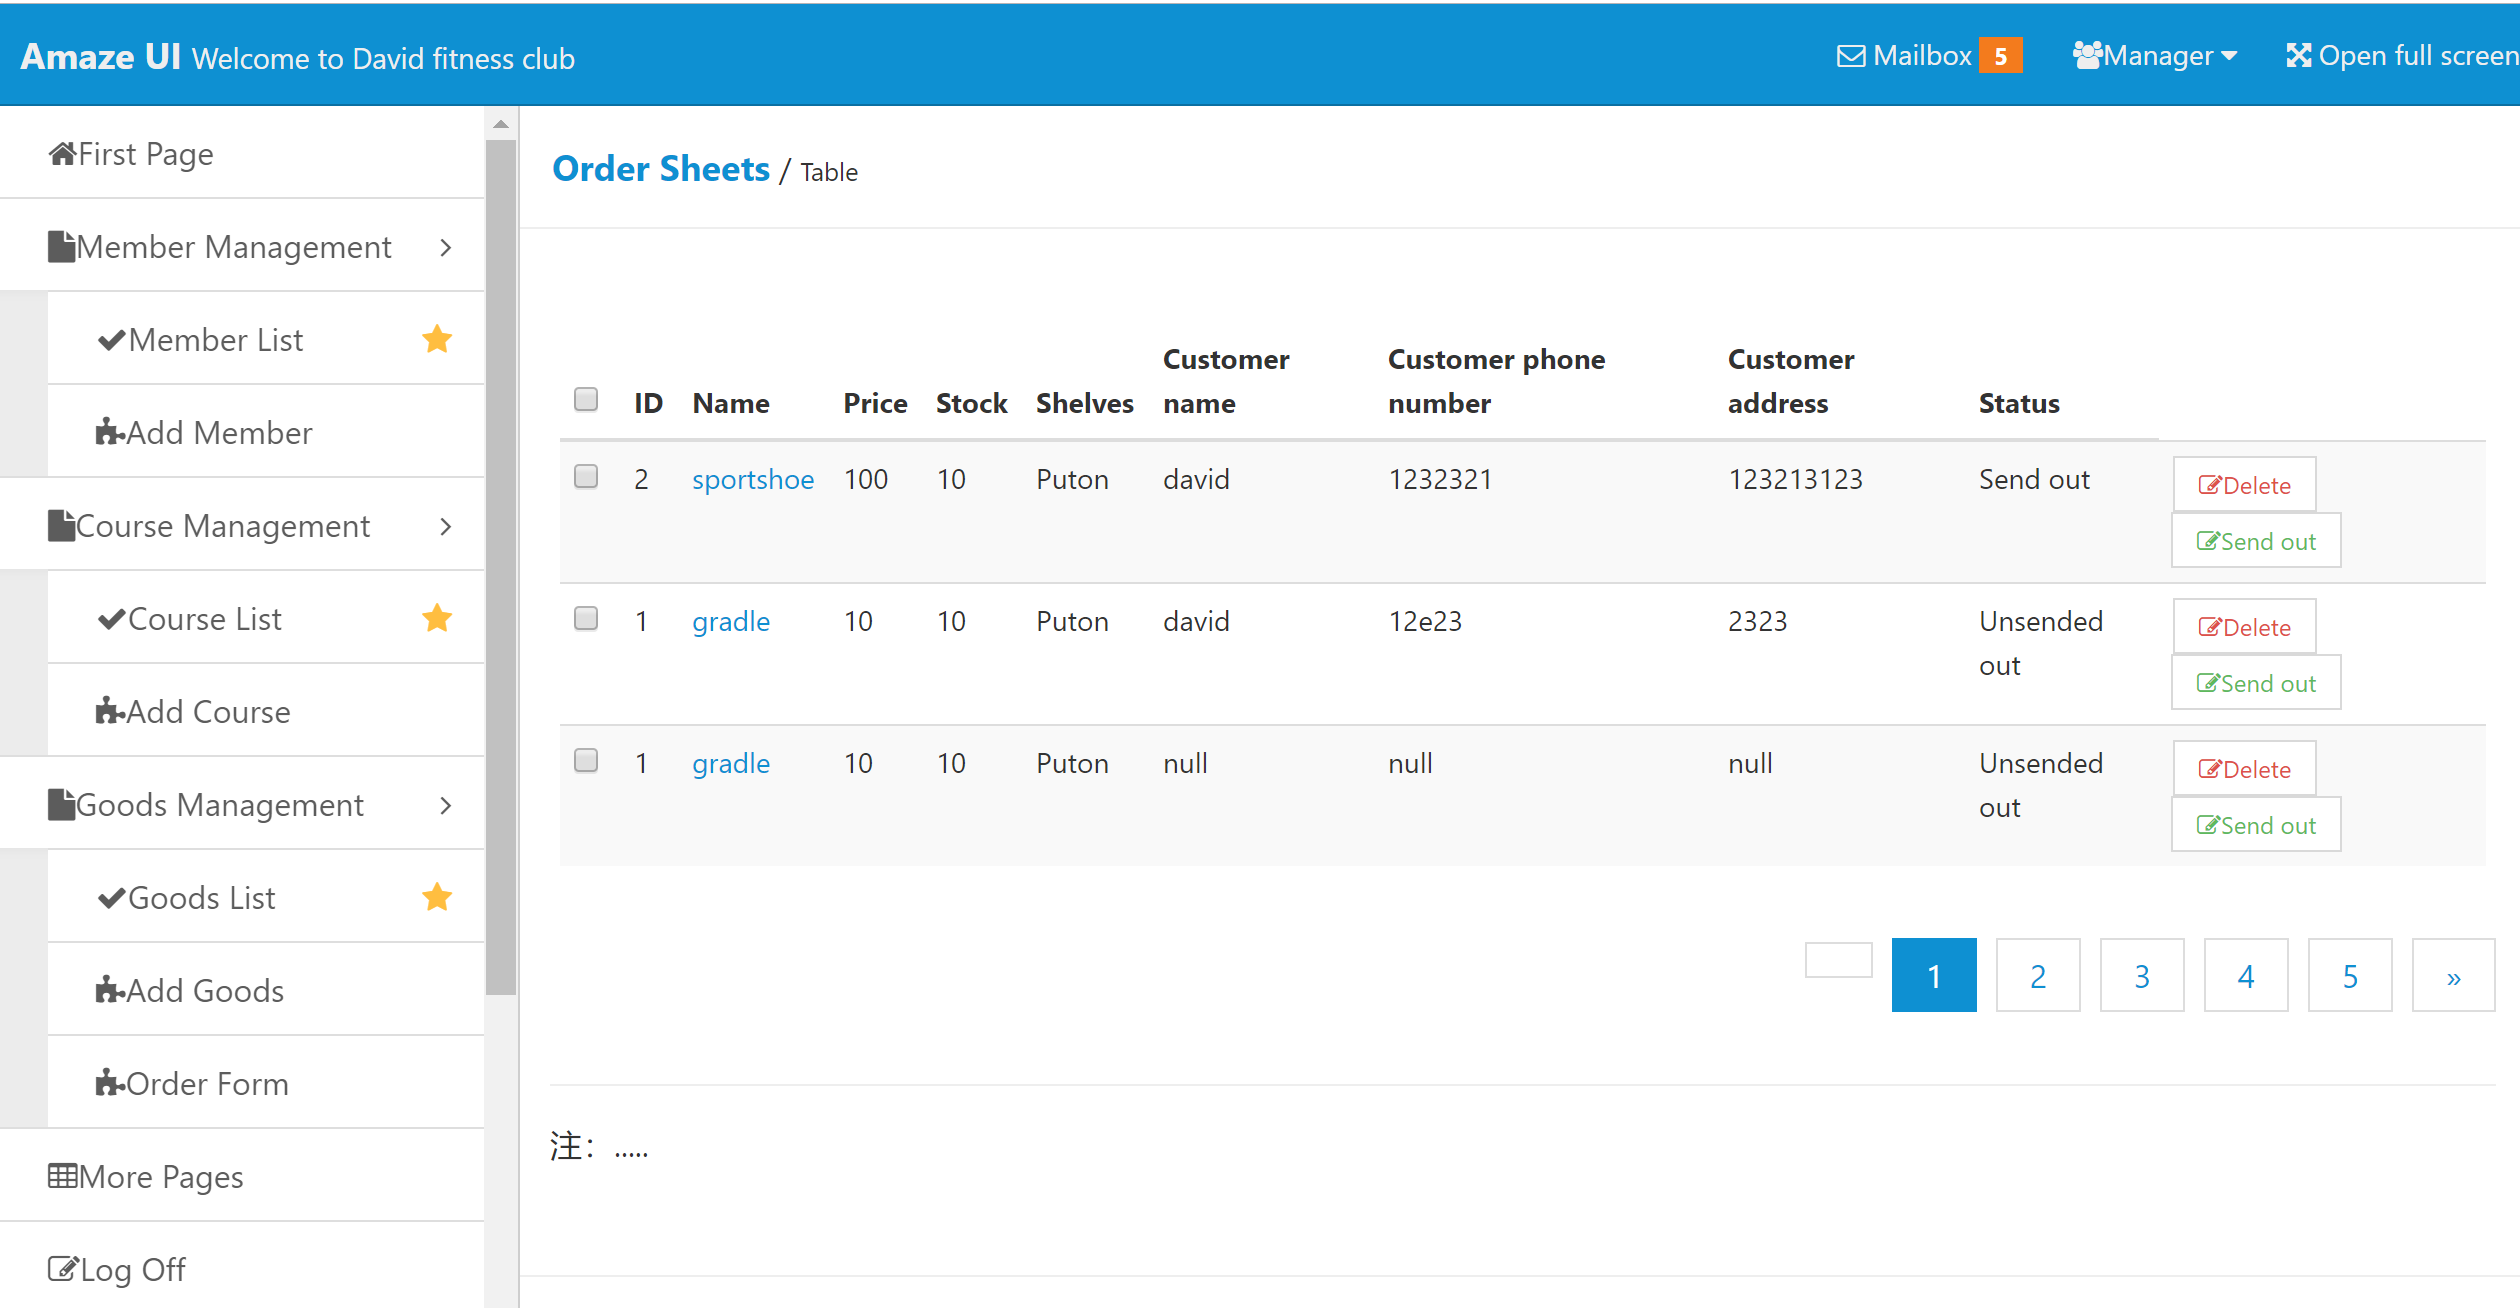 Amaze UI Welcome to David fitness club
Mailbox 5 Manager Open full screen
First Page
Member Management
Member List
Add Member
Course Management
Course List
Add Course
Goods Management
Goods List
Add Goods
Order Form
More Pages
Log Off
Order Sheets / Table
ID Name Price Stock Shelves Customer name Customer phone number Customer address Status
2 sportshoe 100 10 Puton david 1232321 123213123 Send out Delete
Send out
1 gradle 10 10 Puton david 12e23 2323 Unsended out Delete
Send out
1 gradle 10 10 Puton null null null Unsended out Delete
Send out
1 2 3 4 5 »
注：.....